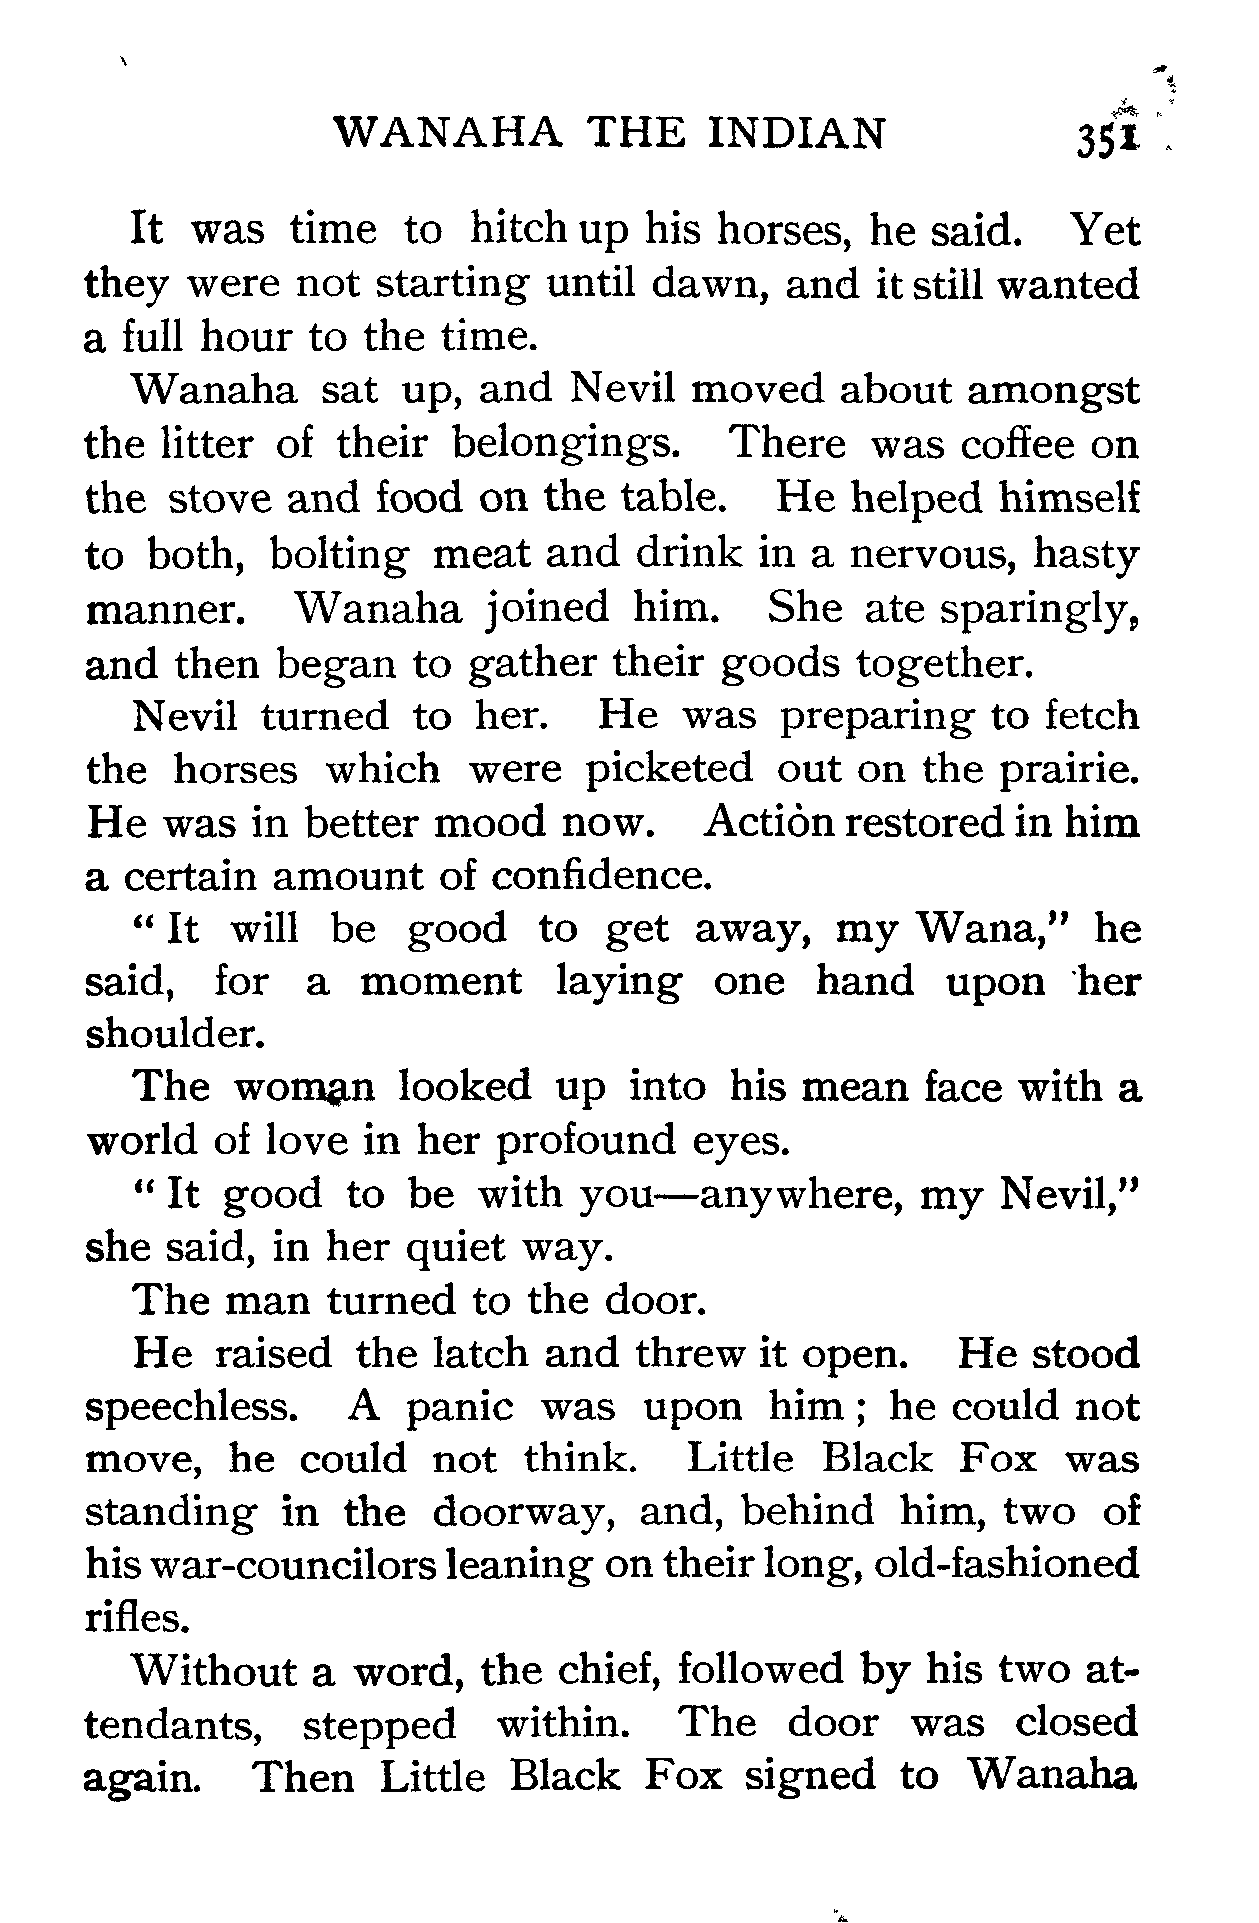 WANAHA THE INDIAN 351
It was time to hitch up his horses, he said. Yet
they were not starting until dawn, and it still wanted
a full hour to the time.
Wanaha sat up, and Nevil moved about amongst
the litter of their belongings. There was coffee on
the stove and food on the table. He helped himself
to both, bolting meat and drink in a nervous, hasty
manner. Wanaha joined him. She ate sparingly,
and then began to gather their goods together.
Nevil turned to her. He was preparing to fetch
the horses which were picketed out on the prairie.
He was in better mood now. Action restored in him
a certain amount of confidence.
“ It will be good to get away, my Wana,” he
said, for a moment laying one hand upon her
shoulder.
The woman looked up into his mean face with a
world of love in her profound eyes.
“ It good to be with you—anywhere, my Nevil,”
she said, in her quiet way.
The man turned to the door.
He raised the latch and threw it open. He stood
speechless. A panic was upon him ; he could not
move, he could not think. Little Black Fox was
standing in the doorway, and, behind him, two of
his war-councilors leaning on their long, old-fashioned
rifles.
Without a word, the chief, followed by his two at-
tendants, stepped within. The door was closed
again. Then Little Black Fox signed to Wanaha